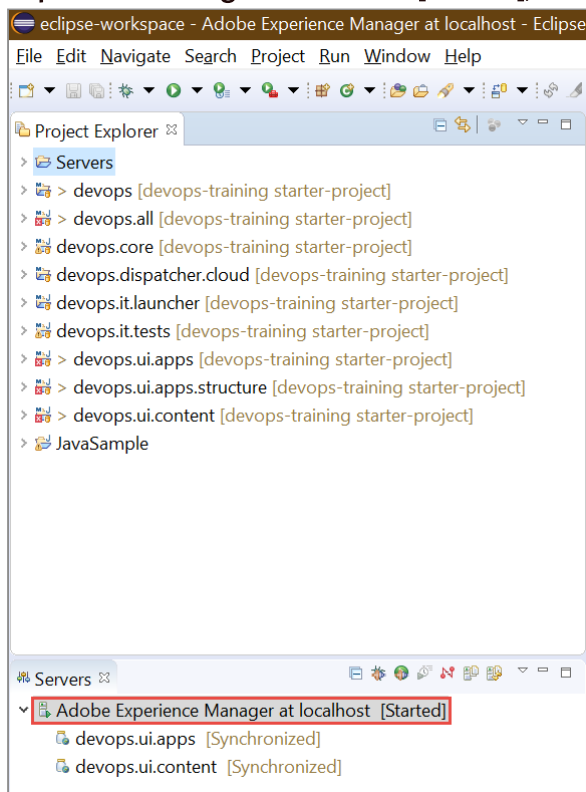 eclipse-workspace - Adobe Experience Manager at localhost - Eclipse
File Edit Navigate Search Project Run Window Help
Project Explorer
Servers
> devops [devops-training starter-project]
> devops.all [devops-training starter-project]
devops.core [devops-training starter-project]
devops.dispatcher.cloud [devops-training starter-project]
devops.it.launcher [devops-training starter-project]
devops.it.tests [devops-training starter-project]
> devops.ui.apps [devops-training starter-project]
> devops.ui.apps.structure [devops-training starter-project]
> devops.ui.content [devops-training starter-project]
JavaSample
Servers
Adobe Experience Manager at localhost [Started]
devops.ui.apps [Synchronized]
devops.ui.content [Synchronized]